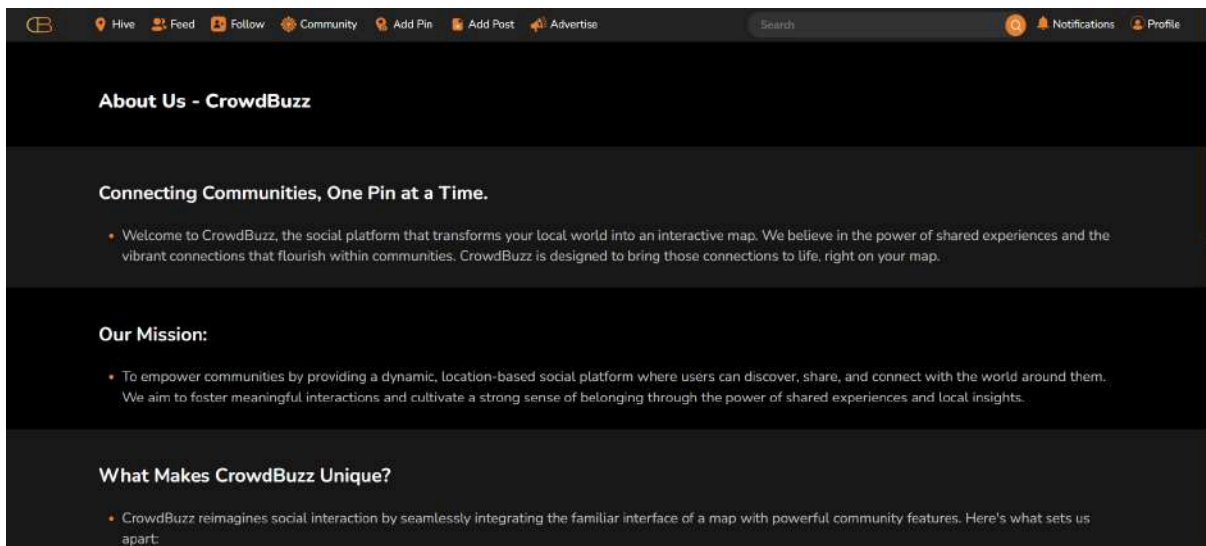 CB
Hive Feed Follow Community Add Pin Add Post Advertise Search Notifications Profile
About Us - CrowdBuzz
Connecting Communities, One Pin at a Time.
• Welcome to CrowdBuzz, the social platform that transforms your local world into an interactive map. We believe in the power of shared experiences and the
vibrant connections that flourish within communities. CrowdBuzz is designed to bring those connections to life, right on your map.
Our Mission:
• To empower communities by providing a dynamic, location-based social platform where users can discover, share, and connect with the world around them.
We aim to foster meaningful interactions and cultivate a strong sense of belonging through the power of shared experiences and local insights.
What Makes CrowdBuzz Unique?
• CrowdBuzz reimagines social interaction by seamlessly integrating the familiar interface of a map with powerful community features. Here's what sets us
apart: